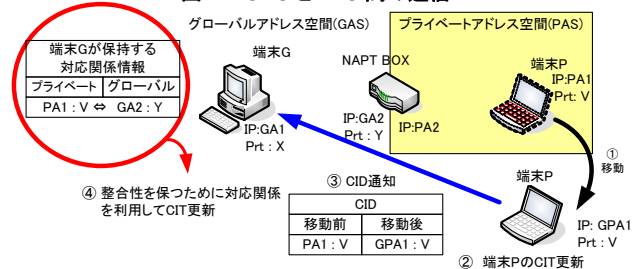 グローバルアドレス空間(GAS)
プライベートアドレス空間(PAS)
端末Gが保持する
対応関係情報
プライベート グローバル
PA1 : V ⇔ GA2 : Y
端末G
NAPT BOX
端末P
IP:PA1
Prt: V
IP:GA1
Prt : X
IP:GA2
Prt : Y
IP:PA2
①
移動
④ 整合性を保つために対応関係
を利用してCIT更新
③ CID通知
CID
移動前 移動後
PA1 : V GPA1 : V
端末P
IP: GPA1
Prt : V
② 端末PのCIT更新